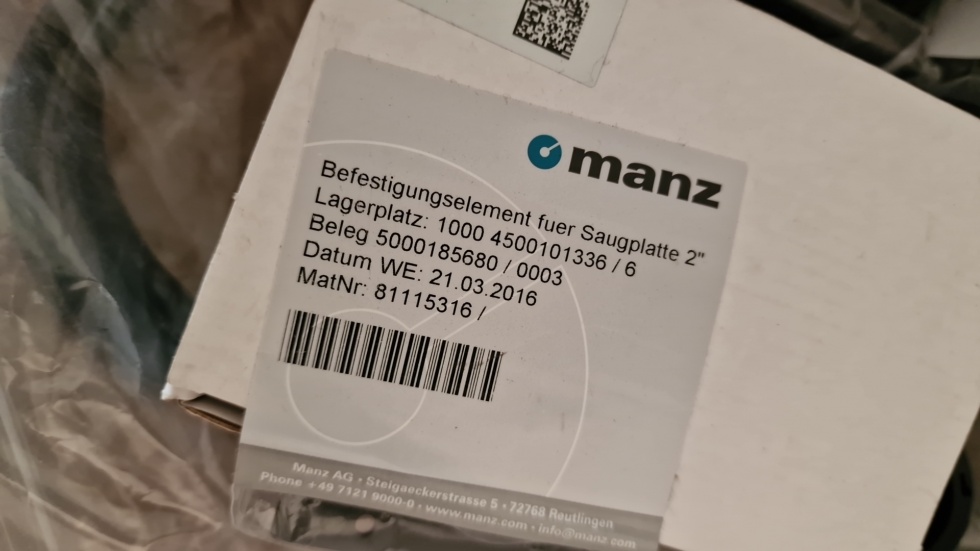 manz
Befestigungselement fuer Saugplatte 2"
Lagerplatz: 1000 4500101336 / 6
Beleg 5000185680 / 0003
Datum WE: 21.03.2016
MatNr: 81115316 /
Manz AG • Steigaeckerstrasse 5 • 72768 Reutlingen
Phone +49 7121 9000-0 • www.manz.com • info@manz.com